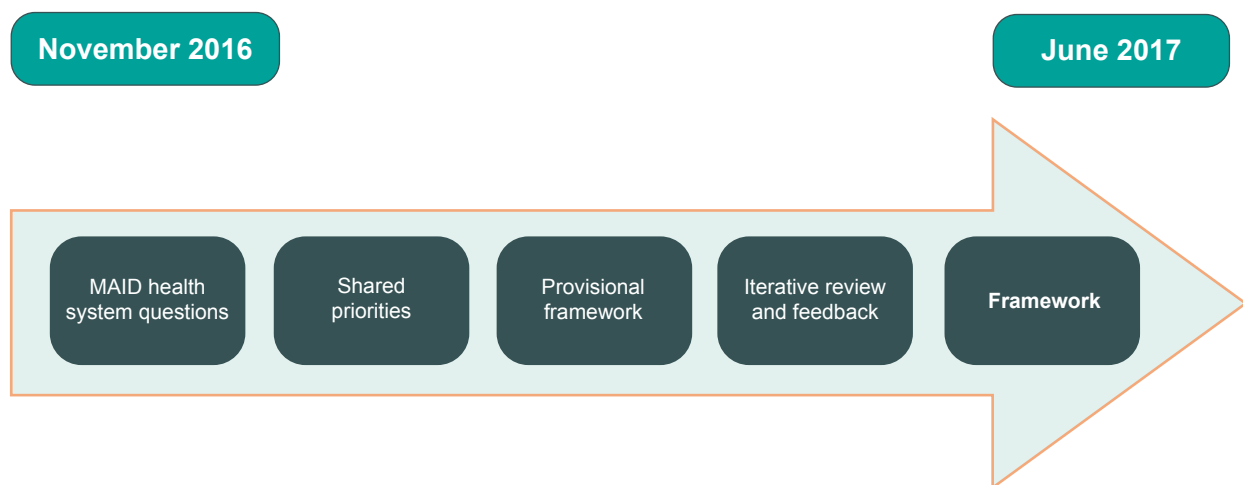 November 2016
June 2017
MAID health
system questions
Shared
priorities
Provisional
framework
Iterative review
and feedback
Framework